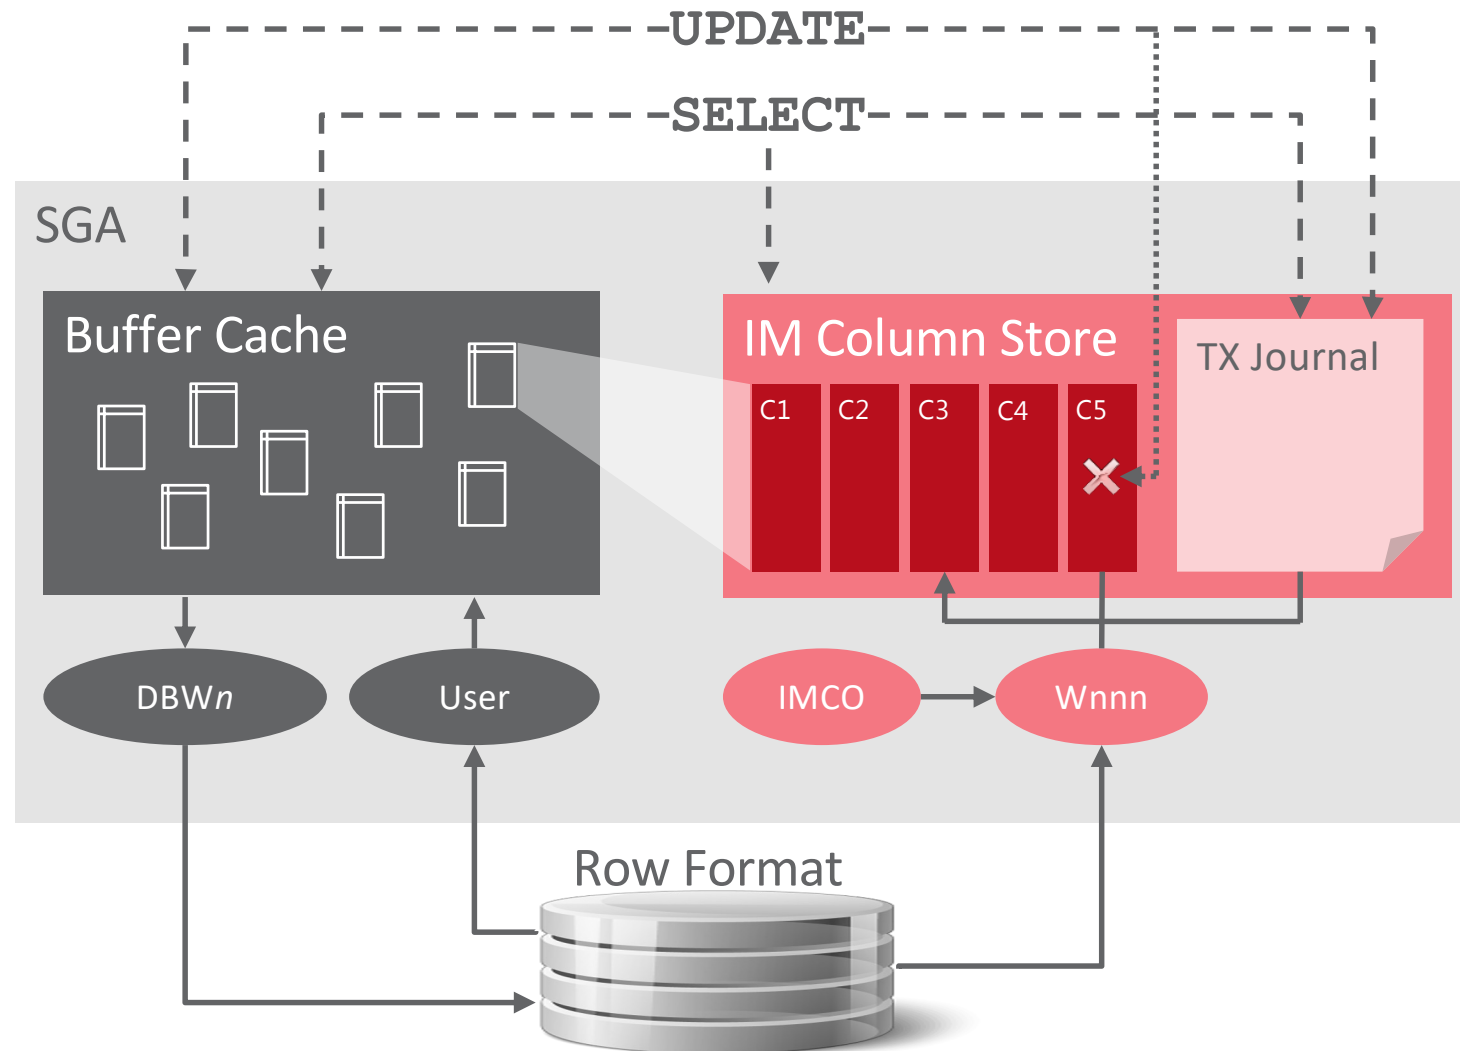 UPDATE
SELECT
SGA
Buffer Cache
IM Column Store
TX Journal
C1
C2
C3
C4
C5
DBWn
User
IMCO
Wnnn
Row Format